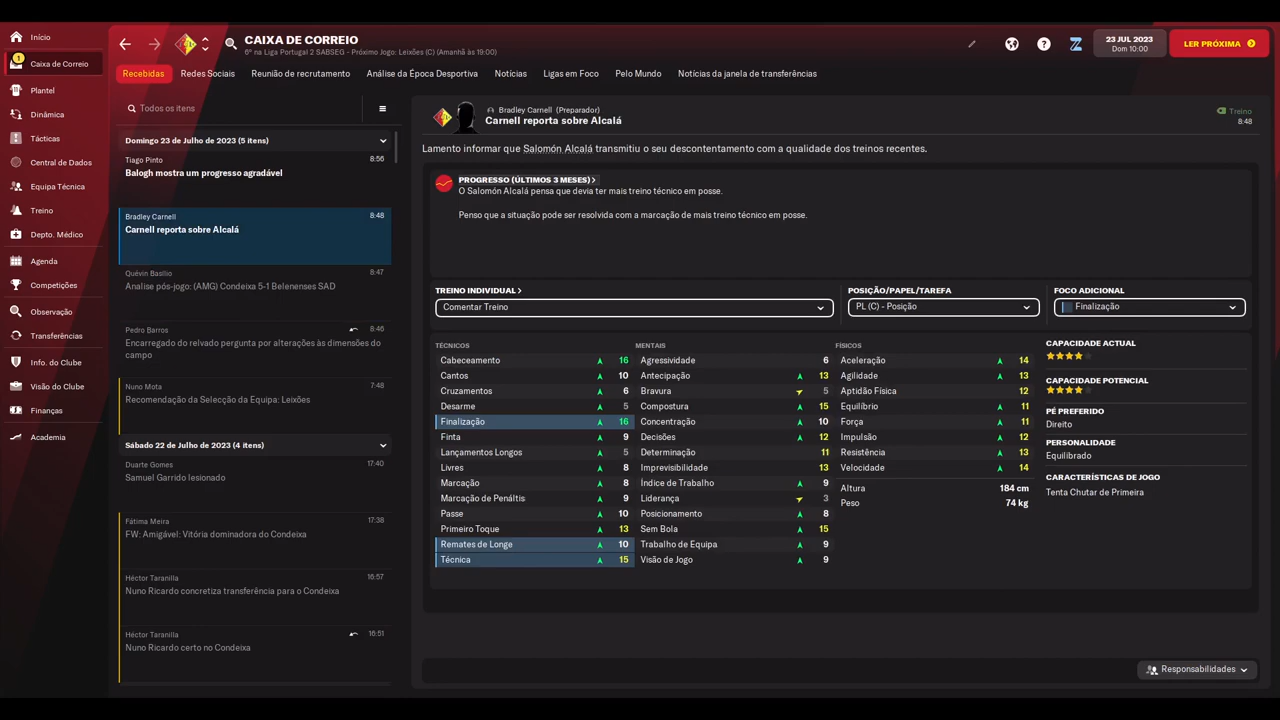 Início
1
Caixa de Correio
Plantel
Dinâmica
Tácticas
Central de Dados
Equipa Técnica
Treino
Depto. Médico
Agenda
Competições
Observação
Transferências
Info. do Clube
Visão do Clube
Finanças
Academia
CAIXA DE CORREIO
6º na Liga Portugal 2 SABSEG - Próximo Jogo: Leixões (C) (Amanhã às 19:00)
23 JUL 2023
Dom 10:00
LER PRÓXIMA
Recebidas
Redes Sociais
Reunião de recrutamento
Análise da Época Desportiva
Notícias
Ligas em Foco
Pelo Mundo
Notícias da janela de transferências
Todos os itens
Domingo 23 de Julho de 2023 (5 itens)
Tiago Pinto 8:56
Balogh mostra um progresso agradável
Bradley Carnell 8:48
Carnell reporta sobre Alcalá
Quévin Basílio 8:47
Analise pós-jogo: (AMG) Condeixa 5-1 Belenenses SAD
Pedro Barros 8:46
Encarregado do relvado pergunta por alterações às dimensões do
campo
Nuno Mota 7:48
Recomendação da Selecção da Equipa: Leixões
Sábado 22 de Julho de 2023 (4 itens)
Duarte Gomes 17:40
Samuel Garrido lesionado
Fátima Meira 17:38
FW: Amigável: Vitória dominadora do Condeixa
Héctor Taranilla 16:57
Nuno Ricardo concretiza transferência para o Condeixa
Héctor Taranilla 16:51
Nuno Ricardo certo no Condeixa
Bradley Carnell (Preparador)
Carnell reporta sobre Alcalá
Treino
8:48
Lamento informar que Salomón Alcalá transmitiu o seu descontentamento com a qualidade dos treinos recentes.
PROGRESSO (ÚLTIMOS 3 MESES)
O Salomón Alcalá pensa que devia ter mais treino técnico em posse.
Penso que a situação pode ser resolvida com a marcação de mais treino técnico em posse.
TREINO INDIVIDUAL
Comentar Treino
POSIÇÃO/PAPEL/TAREFA
PL (C) - Posição
FOCO ADICIONAL
Finalização
TÉCNICOS
Cabeceamento 16
Cantos 10
Cruzamentos 6
Desarme 5
Finalização 16
Finta 9
Lançamentos Longos 5
Livres 8
Marcação 8
Marcação de Penáltis 9
Passe 10
Primeiro Toque 13
Remates de Longe 10
Técnica 15
MENTAIS
Agressividade 6
Antecipação 13
Bravura 5
Compostura 15
Concentração 10
Decisões 12
Determinação 11
Imprevisibilidade 13
Índice de Trabalho 9
Liderança 3
Posicionamento 8
Sem Bola 15
Trabalho de Equipa 9
Visão de Jogo 9
FÍSICOS
Aceleração 14
Agilidade 13
Aptidão Física 12
Equilíbrio 11
Força 11
Impulsão 12
Resistência 13
Velocidade 14
Altura 184 cm
Peso 74 kg
CAPACIDADE ACTUAL
CAPACIDADE POTENCIAL
PÉ PREFERIDO
Direito
PERSONALIDADE
Equilibrado
CARACTERÍSTICAS DE JOGO
Tenta Chutar de Primeira
Responsabilidades